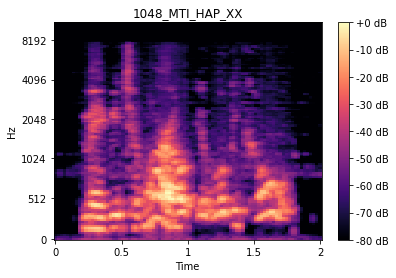 1048_MTI_HAP_XX
+0 dB
8192
-10 dB
4096
-20 dB
-30 dB
2048
Hz
-40 dB
1024
-50 dB
512
-60 dB
-70 dB
0
-80 dB
0 0.5 1 1.5 2
Time